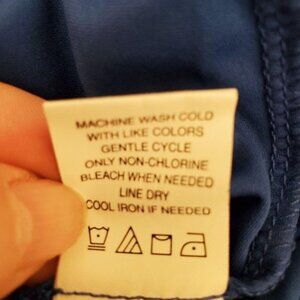 MACHINE WASH COLD
WITH LIKE COLORS
GENTLE CYCLE
ONLY NON-CHLORINE
BLEACH WHEN NEEDED
LINE DRY
COOL IRON IF NEEDED